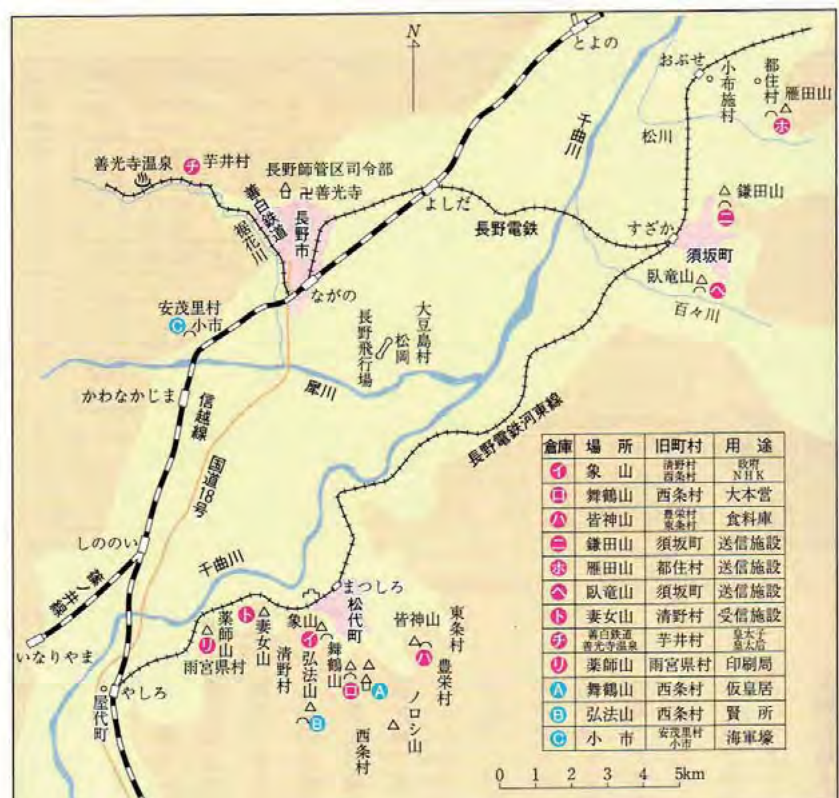 N
とよの
おぶせ
小布施村
都住村
雁田山
ホ
松川
千曲川
善光寺温泉
チ
芋井村
長野師管区司令部
卍善光寺
善白鉄道
裾花川
長野市
よしだ
長野電鉄
すざか
鎌田山
ニ
須坂町
臥竜山
ヘ
百々川
ながの
安茂里村
C
小市
長野飛行場
松岡
大豆島村
犀川
かわなかじま
信越線
国道18号
長野電鉄河東線
しののい
篠ノ井線
いなりやま
千曲川
まつしろ
松代町
薬師山
リ
雨宮県村
ト
妻女山
清野村
象山
イ
弘法山
B
舞鶴山
ロ
A
西条村
皆神山
ハ
東条村
豊栄村
ノロシ山
やしろ
屋代町
倉庫 場所 旧町村 用途
イ 象山 清野村 西条村 政府 NHK
ロ 舞鶴山 西条村 大本営
ハ 皆神山 豊栄村 東条村 食料庫
ニ 鎌田山 須坂町 送信施設
ホ 雁田山 都住村 送信施設
ヘ 臥竜山 須坂町 送信施設
ト 妻女山 清野村 受信施設
チ 善白鉄道 善光寺温泉 芋井村 皇太子 皇太后
リ 薬師山 雨宮県村 印刷局
A 舞鶴山 西条村 仮皇居
B 弘法山 西条村 賢所
C 小市 安茂里村 小市 海軍壕
0 1 2 3 4 5km